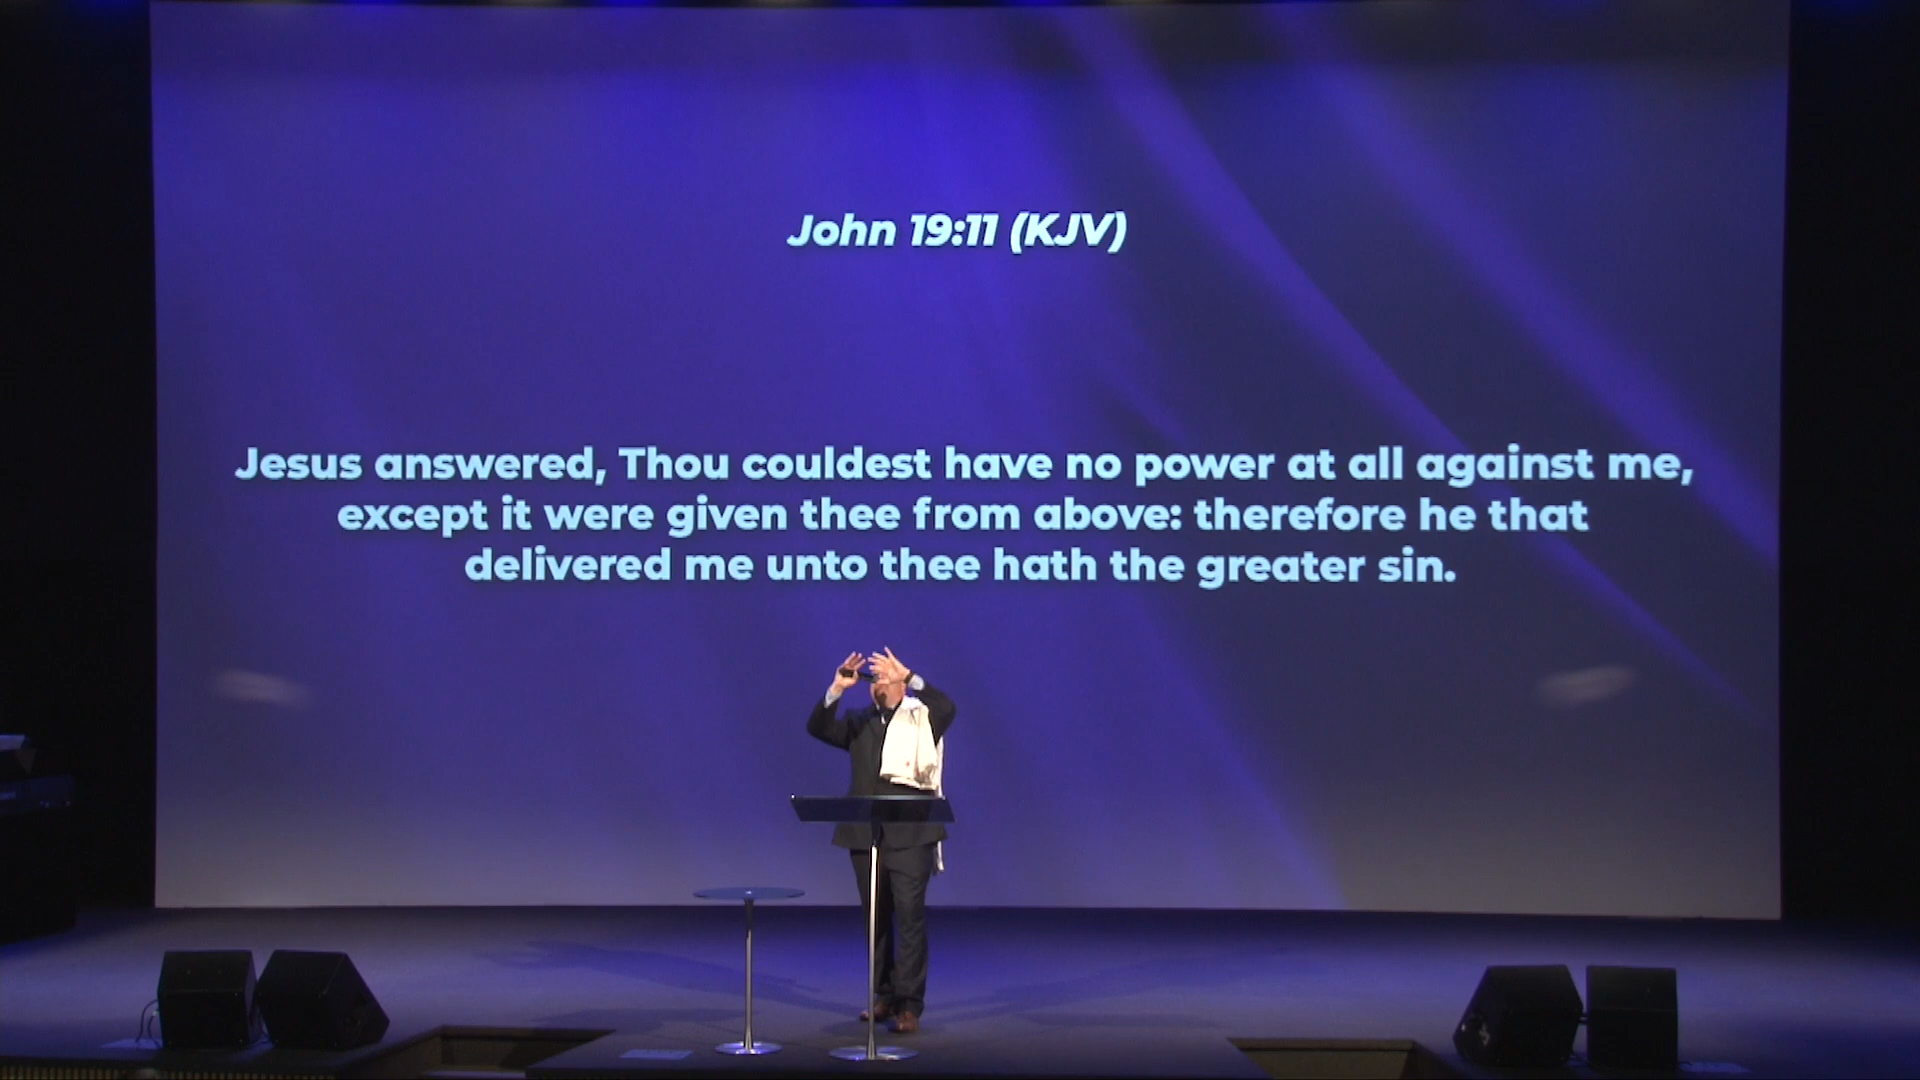 John 19:11 (KJV)
Jesus answered, Thou couldest have no power at all against me,
except it were given thee from above: therefore he that
delivered me unto thee hath the greater sin.